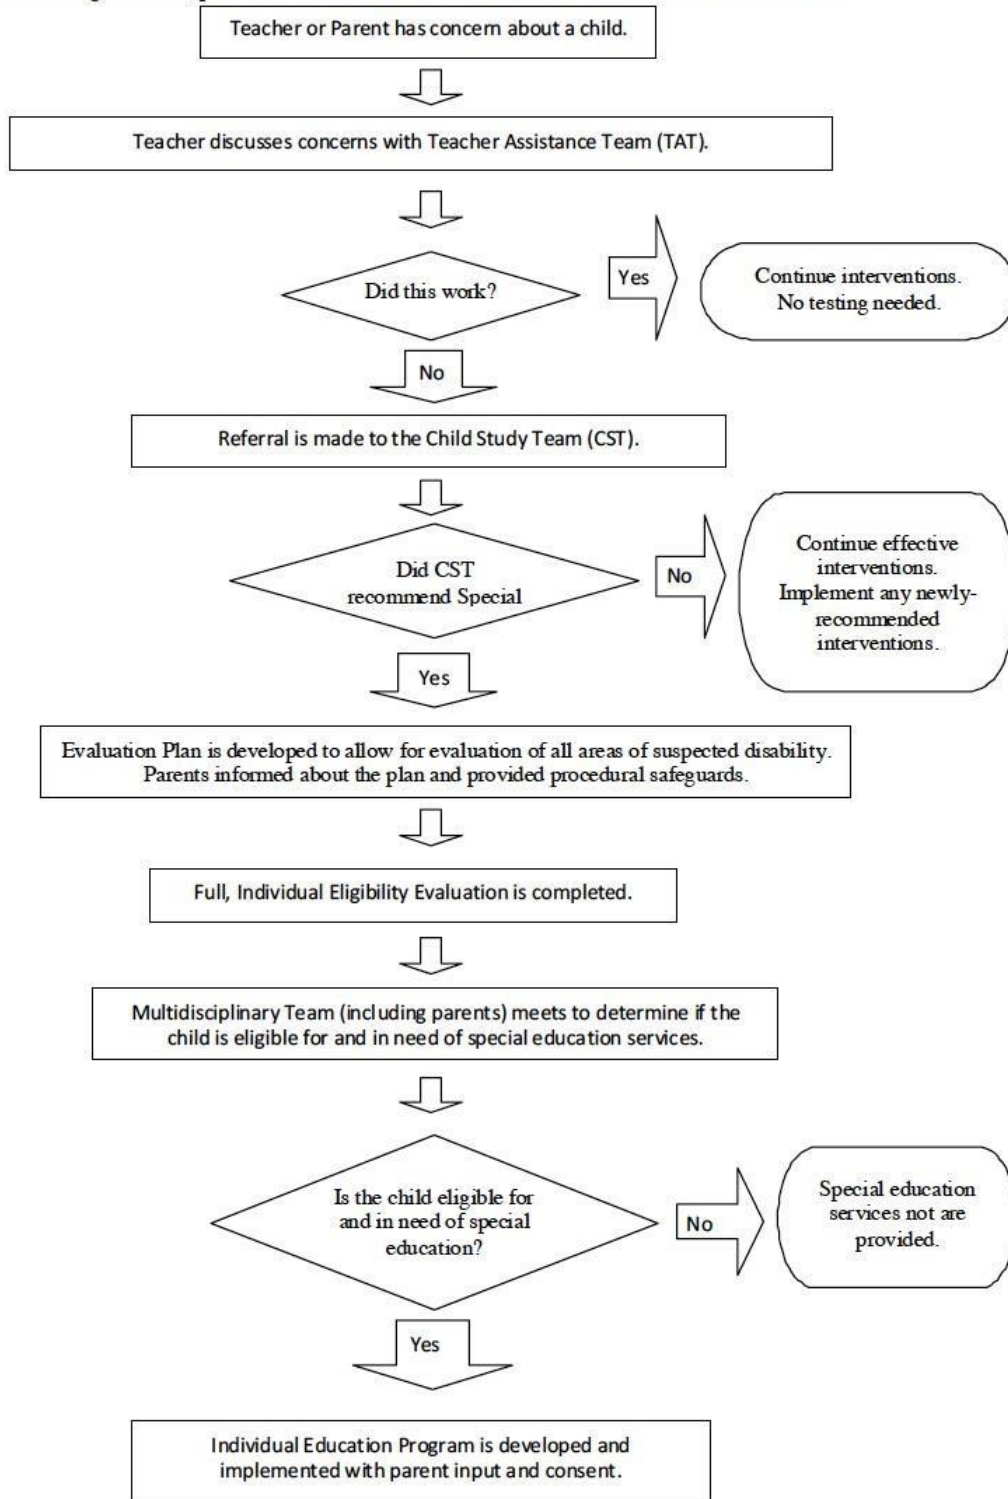 Teacher or Parent has concern about a child.
Teacher discusses concerns with Teacher Assistance Team (TAT).
Did this work?
Yes
Continue interventions.
No testing needed.
No
Referral is made to the Child Study Team (CST).
Did CST
recommend Special
No
Continue effective
interventions.
Implement any newly-
recommended
interventions.
Yes
Evaluation Plan is developed to allow for evaluation of all areas of suspected disability.
Parents informed about the plan and provided procedural safeguards.
Full, Individual Eligibility Evaluation is completed.
Multidisciplinary Team (including parents) meets to determine if the
child is eligible for and in need of special education services.
Is the child eligible for
and in need of special
education?
No
Special education
services not are
provided.
Yes
Individual Education Program is developed and
implemented with parent input and consent.